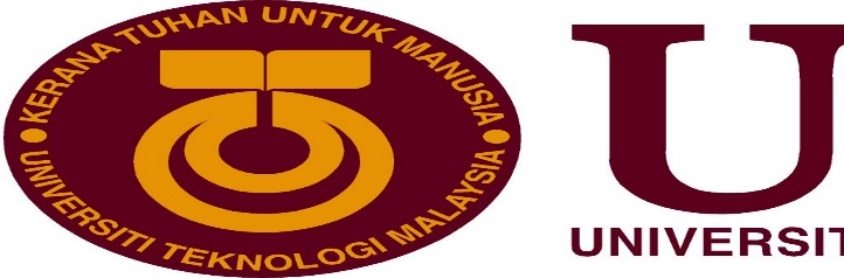 KERANA TUHAN UNTUK MANUSIA
UNIVERSITI TEKNOLOGI MALAYSIA
U
UNIVERSIT